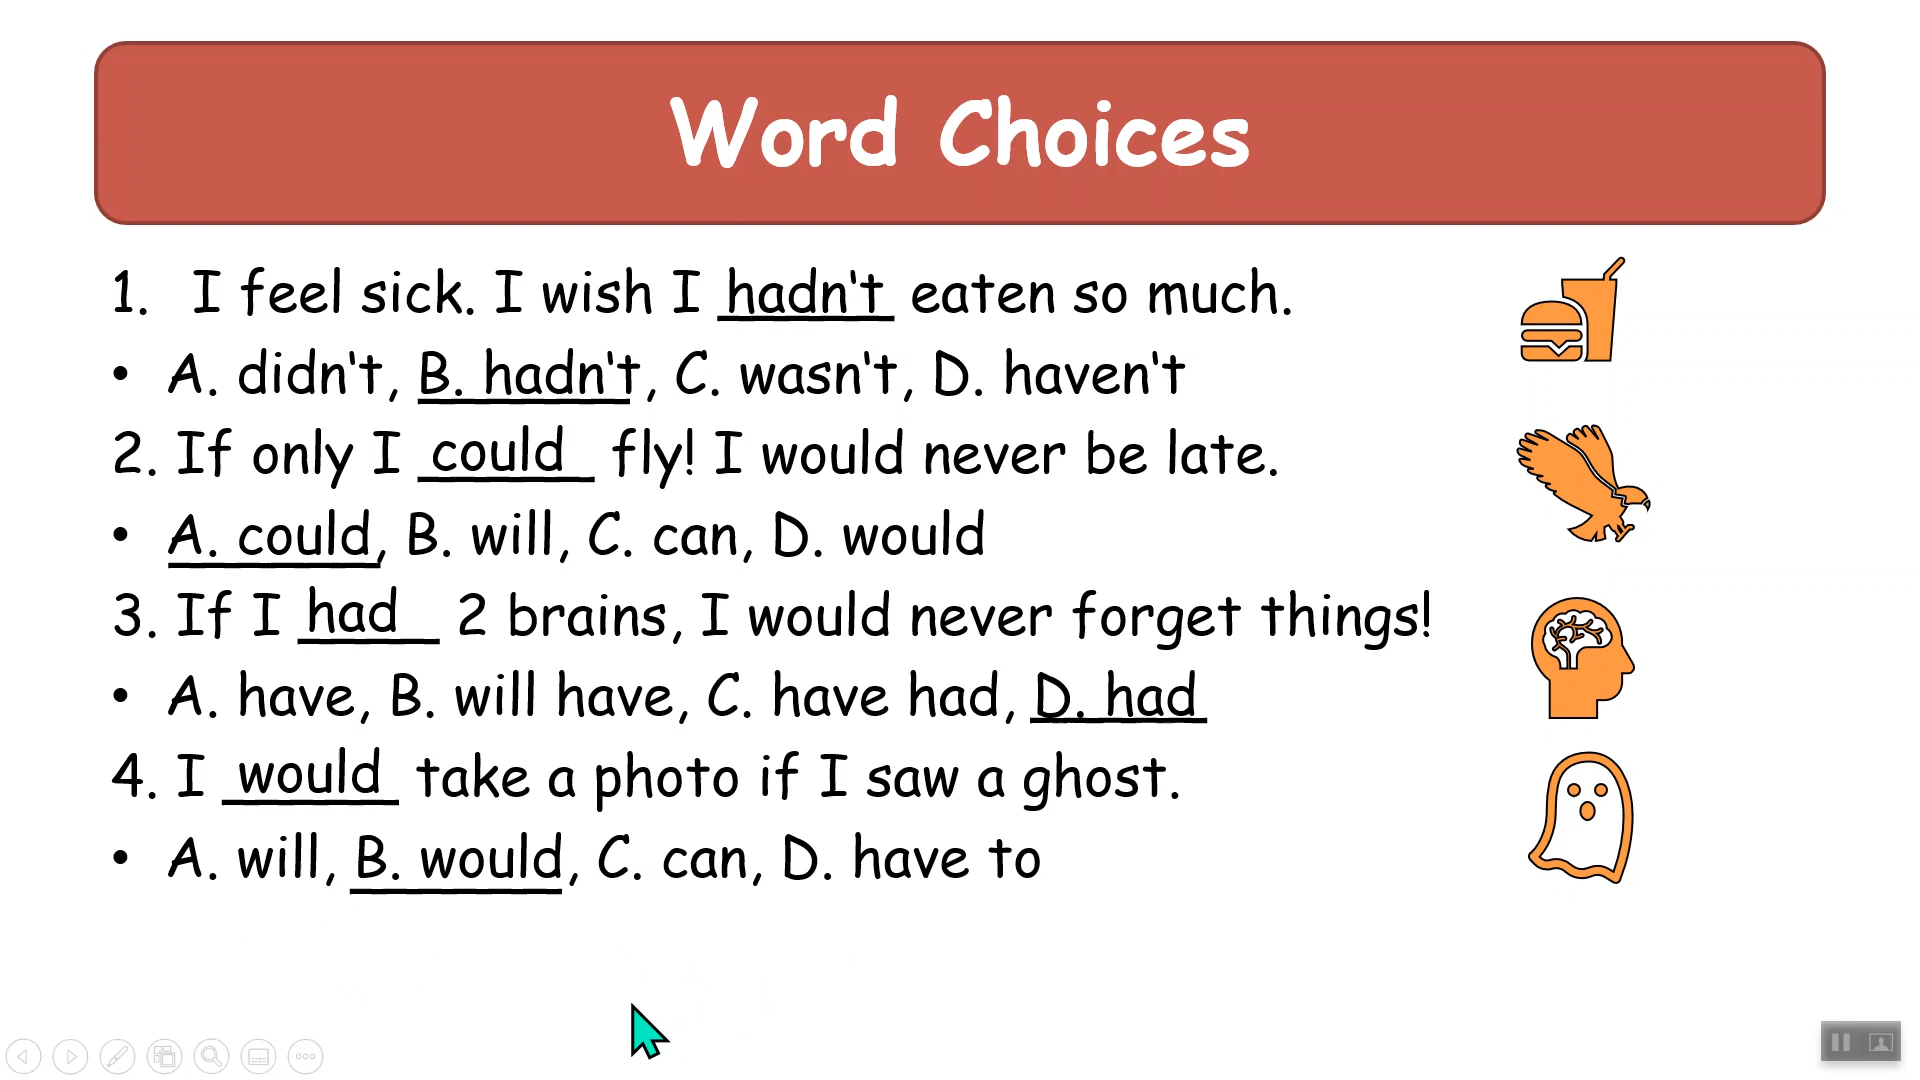 Word Choices
1. I feel sick. I wish I hadn't eaten so much.
• A. didn't, B. hadn't, C. wasn't, D. haven't
2. If only I could fly! I would never be late.
• A. could, B. will, C. can, D. would
3. If I had 2 brains, I would never forget things!
• A. have, B. will have, C. have had, D. had
4. I would take a photo if I saw a ghost.
• A. will, B. would, C. can, D. have to